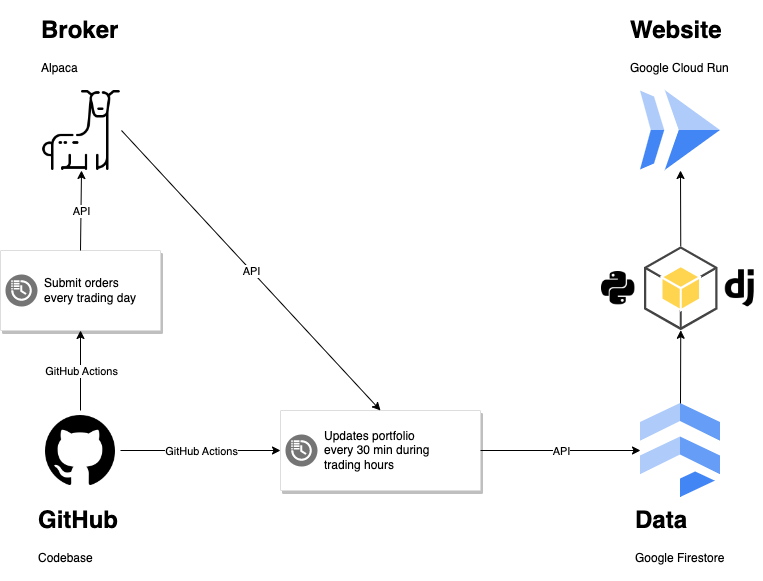 Broker
Alpaca
Website
Google Cloud Run
API
Submit orders
every trading day
API
dj
GitHub Actions
GitHub Actions
Updates portfolio
every 30 min during
trading hours
API
GitHub
Codebase
Data
Google Firestore